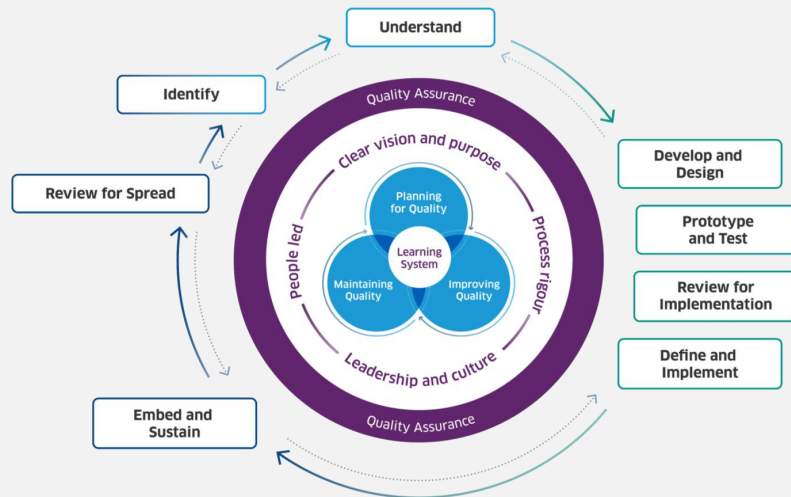 Understand
Identify
Review for Spread
Embed and
Sustain
Develop and
Design
Prototype
and Test
Review for
Implementation
Define and
Implement
Quality Assurance
Clear vision and purpose
People led
Process rigour
Leadership and culture
Planning
for Quality
Learning
System
Maintaining
Quality
Improving
Quality
Quality Assurance